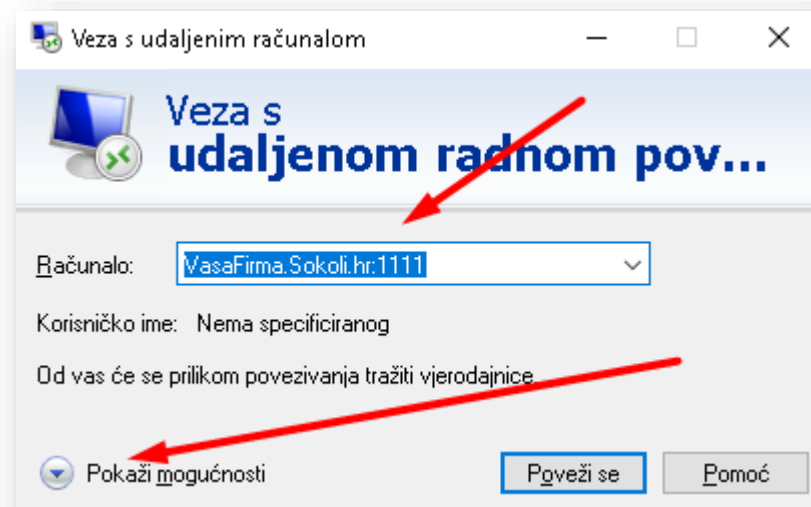 Veza s udaljenim računalom
Veza s
udaljenom radnom pov...
Računalo: VasaFirma.Sokoli.hr:1111
Korisničko ime: Nema specificiranog
Od vas će se prilikom povezivanja tražiti vjerodajnice.
Pokaži mogućnosti Poveži se Pomoć